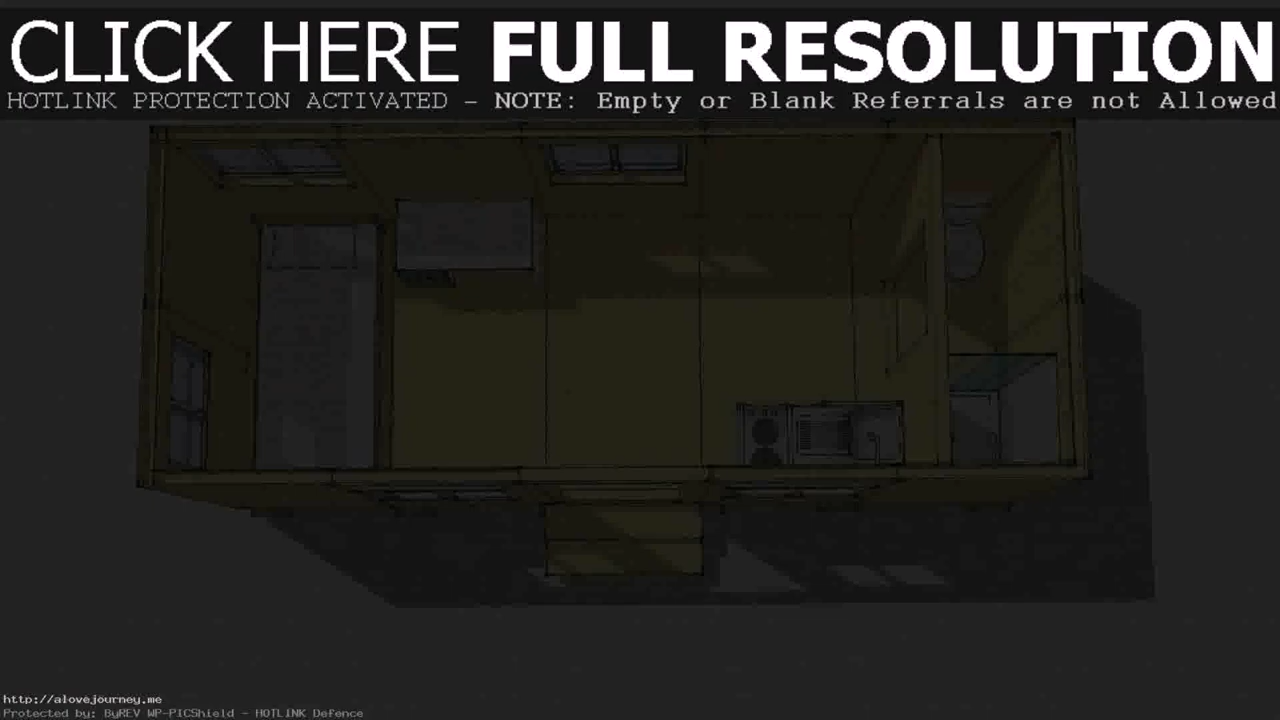 CLICK HERE FULL RESOLUTION
HOTLINK PROTECTION ACTIVATED - NOTE: Empty or Blank Referrals are not Allowed
http://alovejourney.me
Protected by: ByREV WP-PICShield - HOTLINK Defence